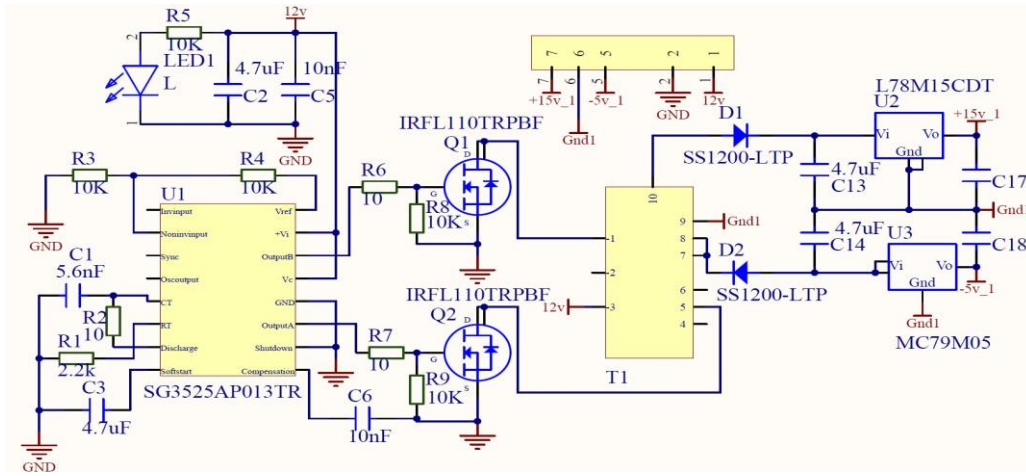 R5
10K
12v
2
LED1
L
1
4.7uF
C2
10nF
C5
GND
7
6
5
2
1
7
6
5
2
1
+15v_1
Gnd1
-5v_1
GND
12v
R3
10K
R4
10K
GND
U1
Invinput
Noninvinput
Sync
Oscoutput
CT
RT
Discharge
Softstart
Vref
+Vi
OutputB
Vc
GND
OutputA
Shutdown
Compensation
SG3525AP013TR
C1
5.6nF
R2
10
R1
2.2k
C3
4.7uF
GND
GND
R6
10
R8
10K
IRFL110TRPBF
Q1
D
G
S
GND
R7
10
R9
10K
IRFL110TRPBF
Q2
D
G
S
C6
10nF
GND
12v
1
2
3
10
9
8
7
6
5
4
T1
Gnd1
D1
SS1200-LTP
D2
SS1200-LTP
4.7uF
C13
4.7uF
C14
L78M15CDT
U2
Vi
Vo
Gnd
+15v_1
C17
Gnd1
C18
U3
Vi
Vo
Gnd
-5v_1
Gnd1
MC79M05